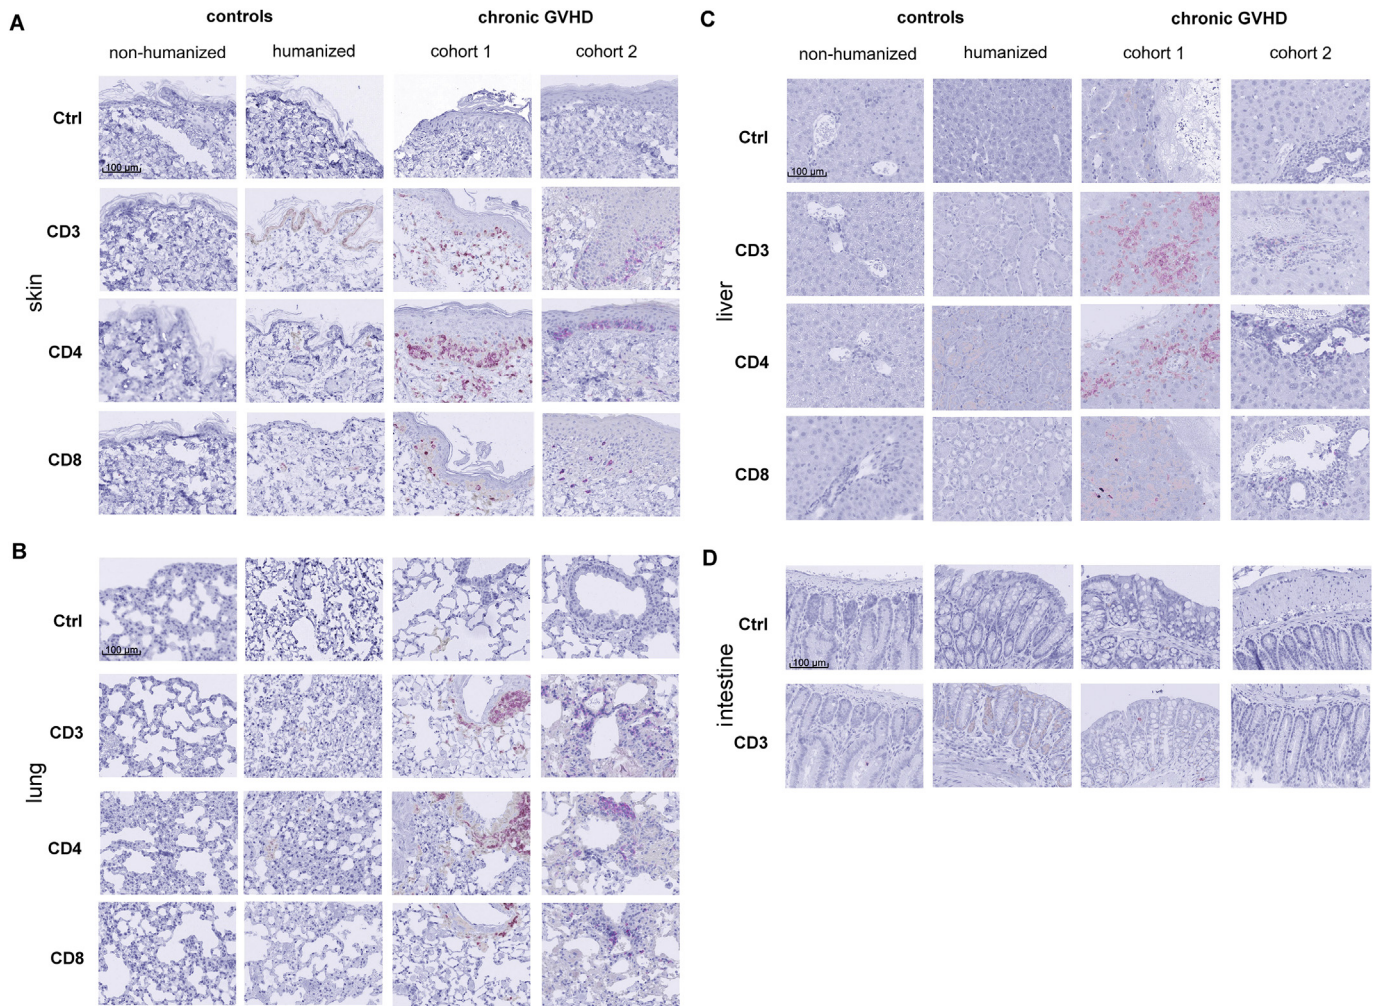 A
controls
chronic GVHD
non-humanized
humanized
cohort 1
cohort 2
Ctrl
100 µm
CD3
skin
CD4
CD8
B
Ctrl
100 µm
CD3
lung
CD4
CD8
C
controls
chronic GVHD
non-humanized
humanized
cohort 1
cohort 2
Ctrl
100 µm
CD3
liver
CD4
CD8
D
Ctrl
100 µm
intestine
CD3